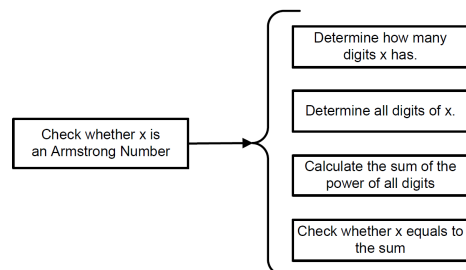 Determine how many
digits x has.
Determine all digits of x.
Check whether x is
an Armstrong Number
Calculate the sum of the
power of all digits
Check whether x equals to
the sum